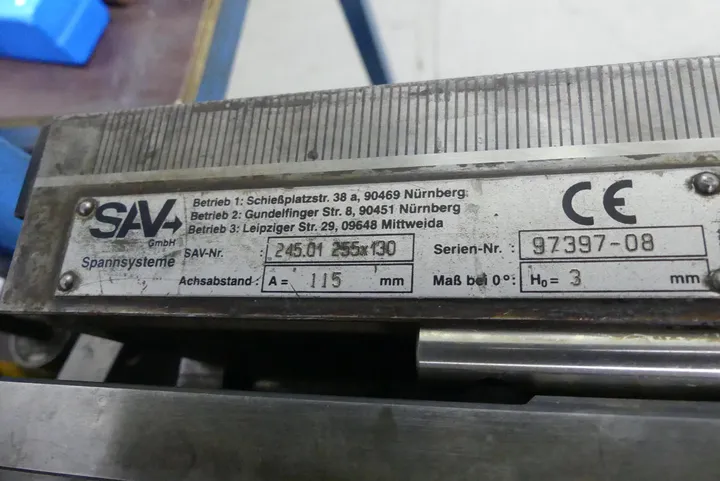 SAV
GmbH
Spannsysteme
Betrieb 1: Schießplatzstr. 38 a, 90469 Nürnberg
Betrieb 2: Gundelfinger Str. 8, 90451 Nürnberg
Betrieb 3: Leipziger Str. 29, 09648 Mittweida
CE
SAV-Nr. : 245.01 255x130
Serien-Nr. : 97397-08
Achsabstand : A = 115 mm
Maß bei 0° : H₀ = 3 mm